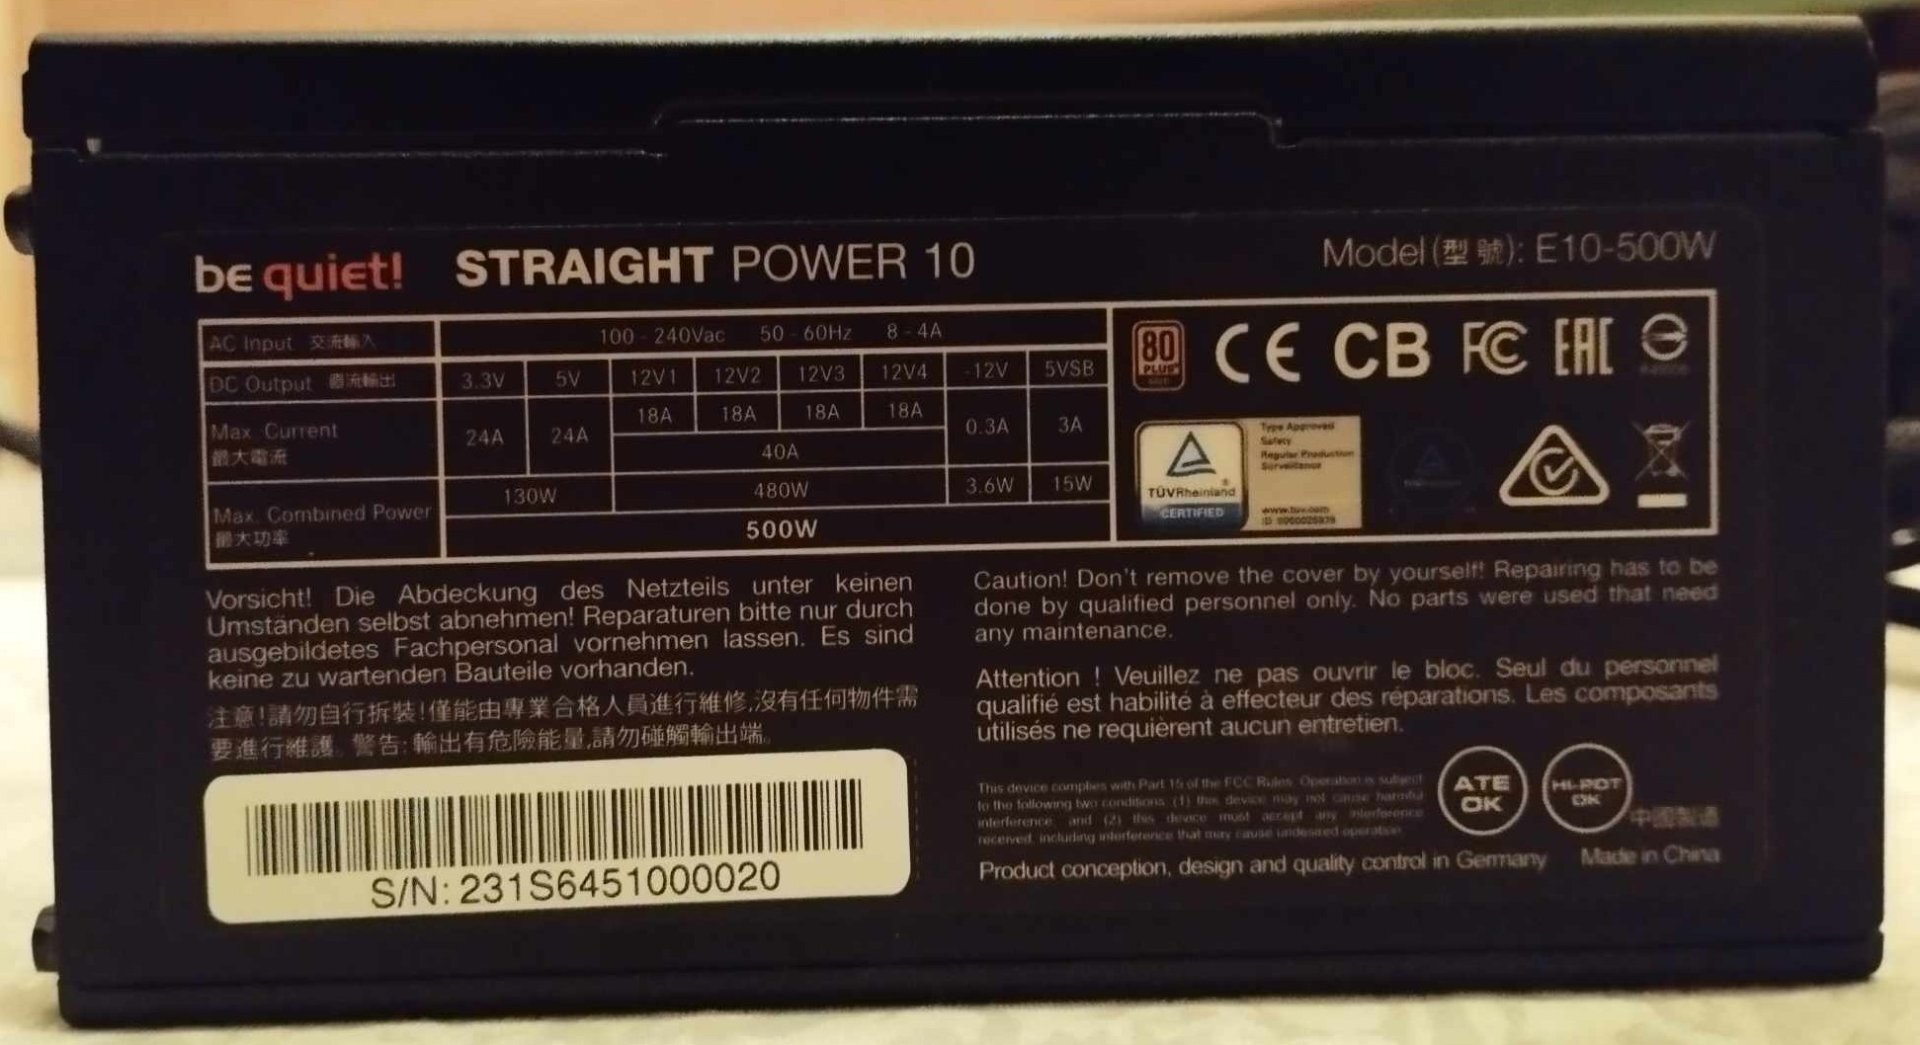 be quiet! STRAIGHT POWER 10 Model (型號): E10-500W
AC Input 交流輸入 100 - 240Vac 50 - 60Hz 8 - 4A
DC Output 直流輸出 3.3V 5V 12V1 12V2 12V3 12V4 -12V 5VSB
Max. Current 最大電流 24A 24A 18A 18A 18A 18A 0.3A 3A
40A
Max. Combined Power 最大功率 130W 480W 3.6W 15W
500W
80 PLUS GOLD CE CB FC EAC
TÜVRheinland CERTIFIED
Type Approved
Safety
Regular Production
Surveillance
www.tuv.com
Vorsicht! Die Abdeckung des Netzteils unter keinen
Umständen selbst abnehmen! Reparaturen bitte nur durch
ausgebildetes Fachpersonal vornehmen lassen. Es sind
keine zu wartenden Bauteile vorhanden.
注意!請勿自行拆裝!僅能由專業合格人員進行維修,沒有任何物件需
要進行維護。警告:輸出有危險能量,請勿碰觸輸出端。
S/N: 231S6451000020
Caution! Don't remove the cover by yourself! Repairing has to be
done by qualified personnel only. No parts were used that need
any maintenance.
Attention ! Veuillez ne pas ouvrir le bloc. Seul du personnel
qualifié est habilité à effecteur des réparations. Les composants
utilisés ne requièrent aucun entretien.
This device complies with Part 15 of the FCC Rules. Operation is subject
to the following two conditions. (1) this device may not cause harmful
interference, and (2) this device must accept any interference
received, including interference that may cause undesired operation.
ATE OK
HI-POT OK
中國製造
Product conception, design and quality control in Germany Made in China